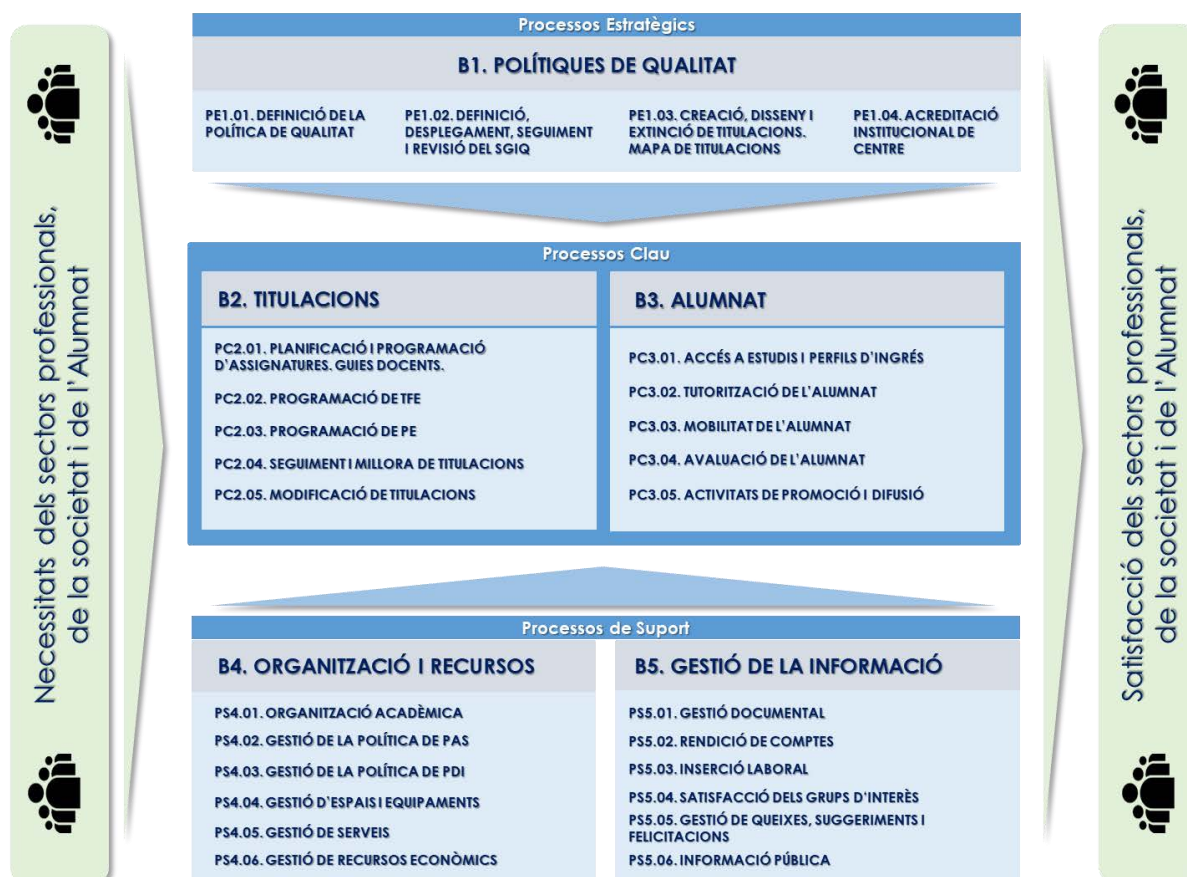 Necessitats dels sectors professionals,
de la societat i de l'Alumnat
Processos Estratègics
B1. POLÍTIQUES DE QUALITAT
PE1.01. DEFINICIÓ DE LA
POLÍTICA DE QUALITAT
PE1.02. DEFINICIÓ,
DESPLEGAMENT, SEGUIMENT
I REVISIÓ DEL SGIQ
PE1.03. CREACIÓ, DISSENY I
EXTINCIÓ DE TITULACIONS.
MAPA DE TITULACIONS
PE1.04. ACREDITACIÓ
INSTITUCIONAL DE
CENTRE
Processos Clau
B2. TITULACIONS
PC2.01. PLANIFICACIÓ I PROGRAMACIÓ
D'ASSIGNATURES. GUIES DOCENTS.
PC2.02. PROGRAMACIÓ DE TFE
PC2.03. PROGRAMACIÓ DE PE
PC2.04. SEGUIMENT I MILLORA DE TITULACIONS
PC2.05. MODIFICACIÓ DE TITULACIONS
B3. ALUMNAT
PC3.01. ACCÉS A ESTUDIS I PERFILS D'INGRÉS
PC3.02. TUTORITZACIÓ DE L'ALUMNAT
PC3.03. MOBILITAT DE L'ALUMNAT
PC3.04. AVALUACIÓ DE L'ALUMNAT
PC3.05. ACTIVITATS DE PROMOCIÓ I DIFUSIÓ
Processos de Suport
B4. ORGANITZACIÓ I RECURSOS
PS4.01. ORGANITZACIÓ ACADÈMICA
PS4.02. GESTIÓ DE LA POLÍTICA DE PAS
PS4.03. GESTIÓ DE LA POLÍTICA DE PDI
PS4.04. GESTIÓ D'ESPAIS I EQUIPAMENTS
PS4.05. GESTIÓ DE SERVEIS
PS4.06. GESTIÓ DE RECURSOS ECONÒMICS
B5. GESTIÓ DE LA INFORMACIÓ
PS5.01. GESTIÓ DOCUMENTAL
PS5.02. RENDICIÓ DE COMPTES
PS5.03. INSERCIÓ LABORAL
PS5.04. SATISFACCIÓ DELS GRUPS D'INTERÈS
PS5.05. GESTIÓ DE QUEIXES, SUGGERIMENTS I
FELICITACIONS
PS5.06. INFORMACIÓ PÚBLICA
Satisfacció dels sectors professionals,
de la societat i de l'Alumnat